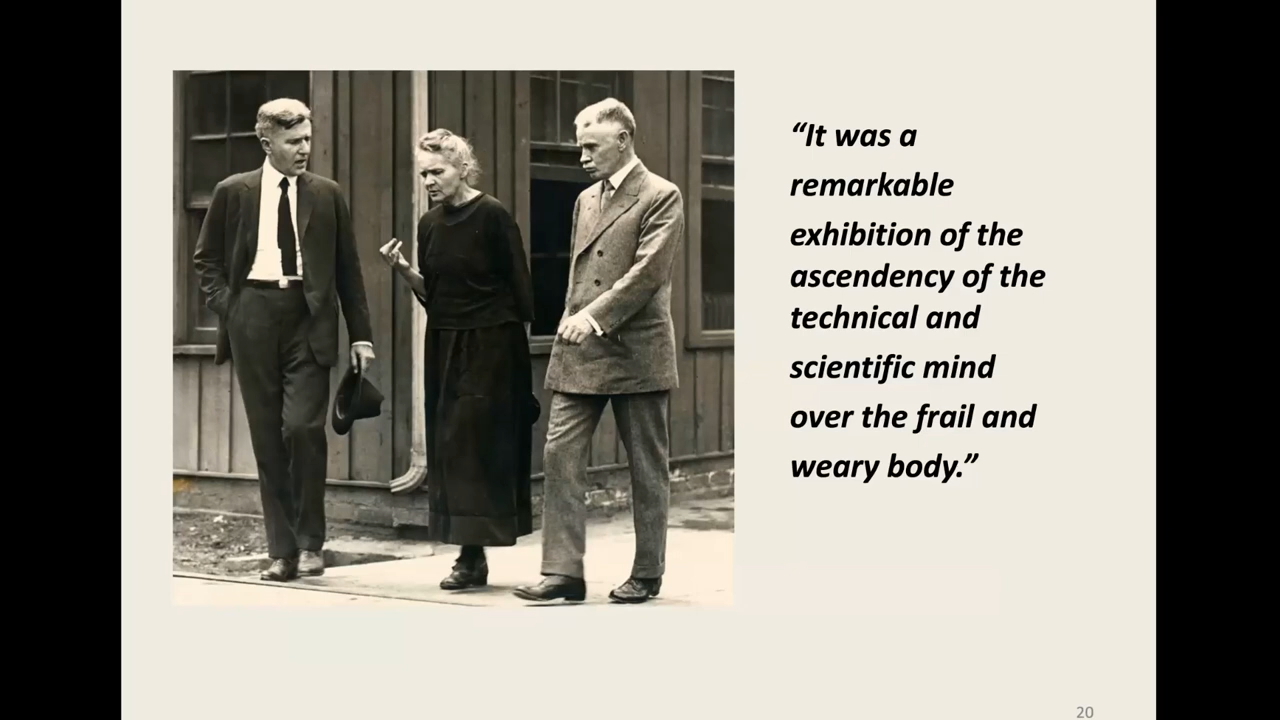 “It was a
remarkable
exhibition of the
ascendency of the
technical and
scientific mind
over the frail and
weary body.”
20